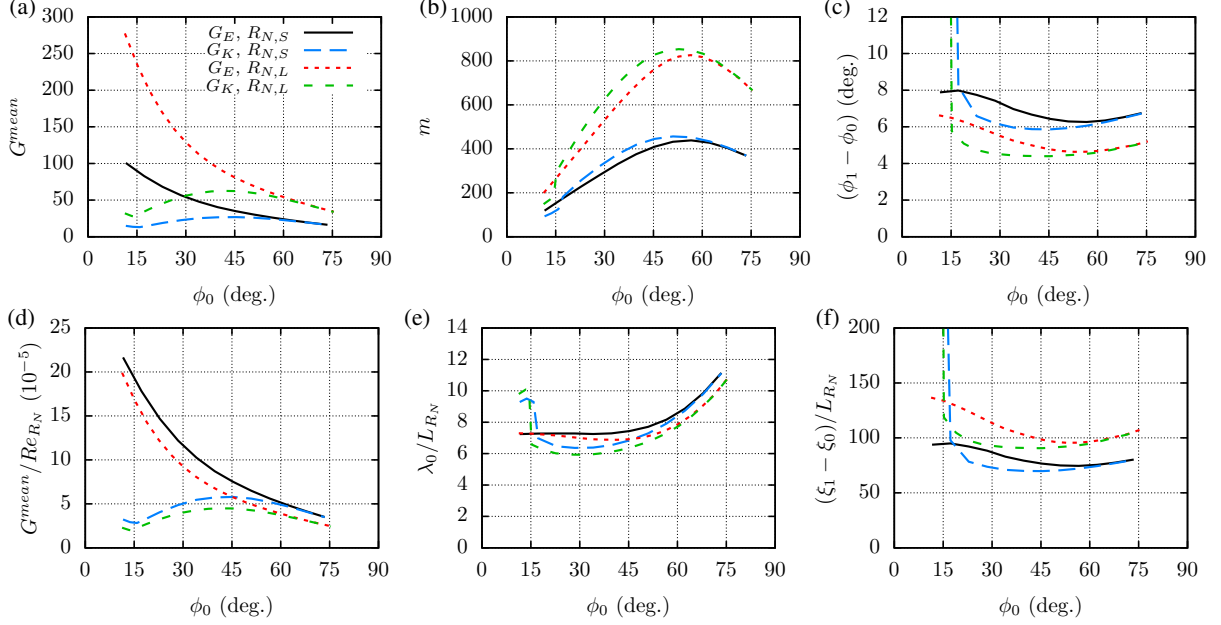 (a)
300
250
200
150
100
50
0
G^{mean}
0 15 30 45 60 75 90
ϕ_0 (deg.)
G_E, R_{N,S}
G_K, R_{N,S}
G_E, R_{N,L}
G_K, R_{N,L}
(b)
1000
800
600
400
200
0
m
0 15 30 45 60 75 90
ϕ_0 (deg.)
(c)
12
10
8
6
4
2
0
(ϕ_1 − ϕ_0) (deg.)
0 15 30 45 60 75 90
ϕ_0 (deg.)
(d)
25
20
15
10
5
0
G^{mean}/Re_{R_N} (10^{−5})
0 15 30 45 60 75 90
ϕ_0 (deg.)
(e)
14
12
10
8
6
4
2
0
λ_0/L_{R_N}
0 15 30 45 60 75 90
ϕ_0 (deg.)
(f)
200
150
100
50
0
(ξ_1 − ξ_0)/L_{R_N}
0 15 30 45 60 75 90
ϕ_0 (deg.)